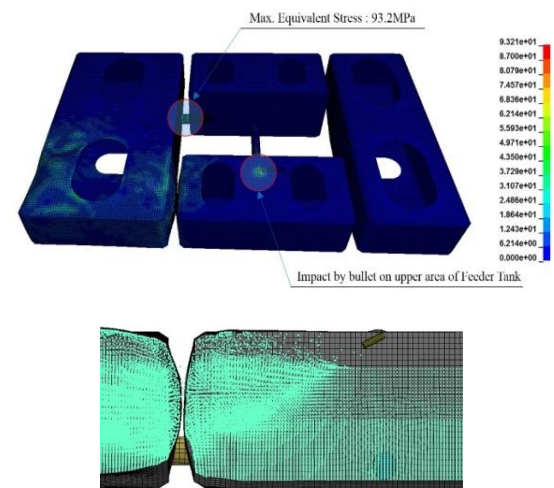 Max. Equivalent Stress : 93.2MPa
9.321e+01
8.700e+01
8.079e+01
7.457e+01
6.836e+01
6.214e+01
5.593e+01
4.971e+01
4.350e+01
3.729e+01
3.107e+01
2.486e+01
1.864e+01
1.243e+01
6.214e+00
0.000e+00
Impact by bullet on upper area of Feeder Tank